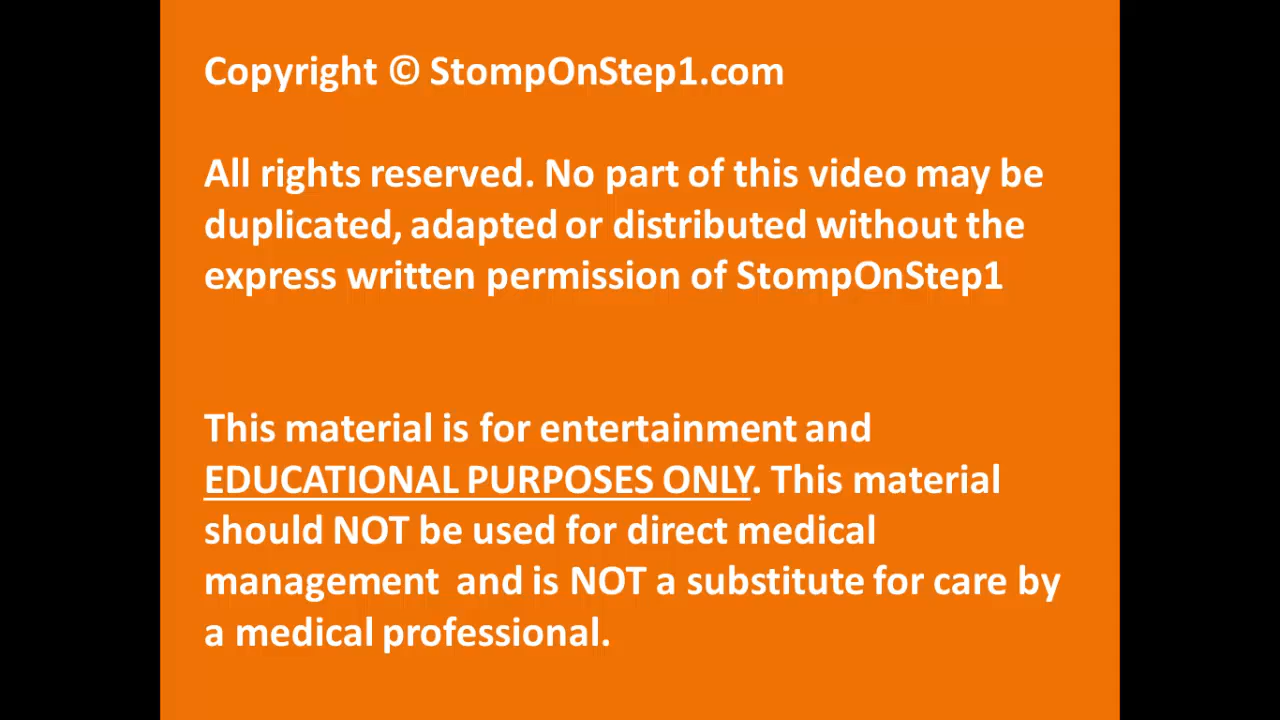 Copyright © StompOnStep1.com
All rights reserved. No part of this video may be
duplicated, adapted or distributed without the
express written permission of StompOnStep1
This material is for entertainment and
EDUCATIONAL PURPOSES ONLY. This material
should NOT be used for direct medical
management  and is NOT a substitute for care by
a medical professional.